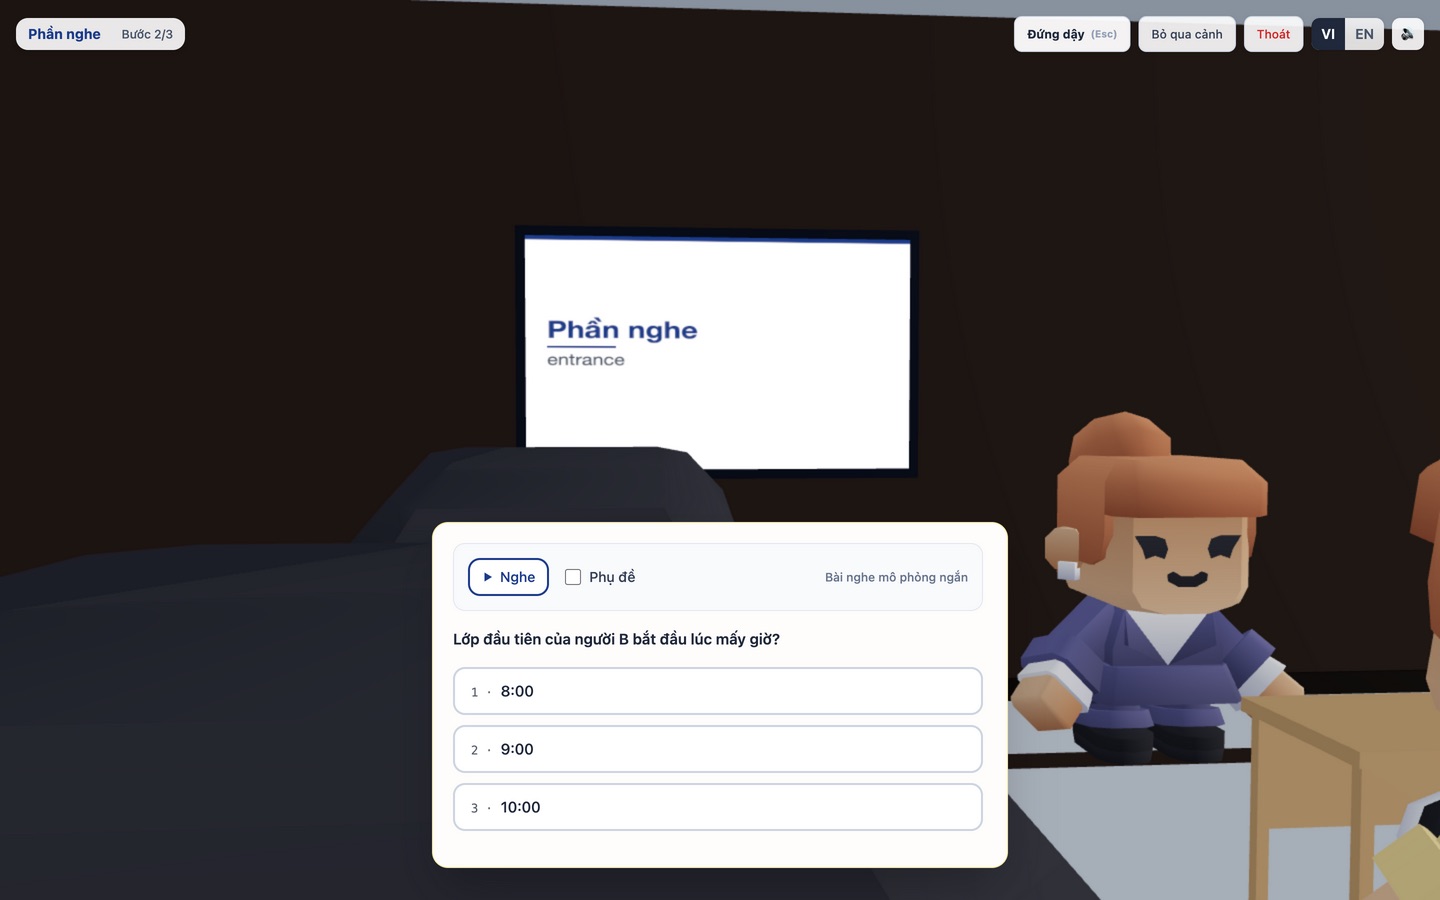 Phần nghe Bước 2/3
Đứng dậy (Esc) Bỏ qua cảnh Thoát VI EN
Phần nghe
entrance
Nghe Phụ đề Bài nghe mô phỏng ngắn
Lớp đầu tiên của người B bắt đầu lúc mấy giờ?
1 · 8:00
2 · 9:00
3 · 10:00